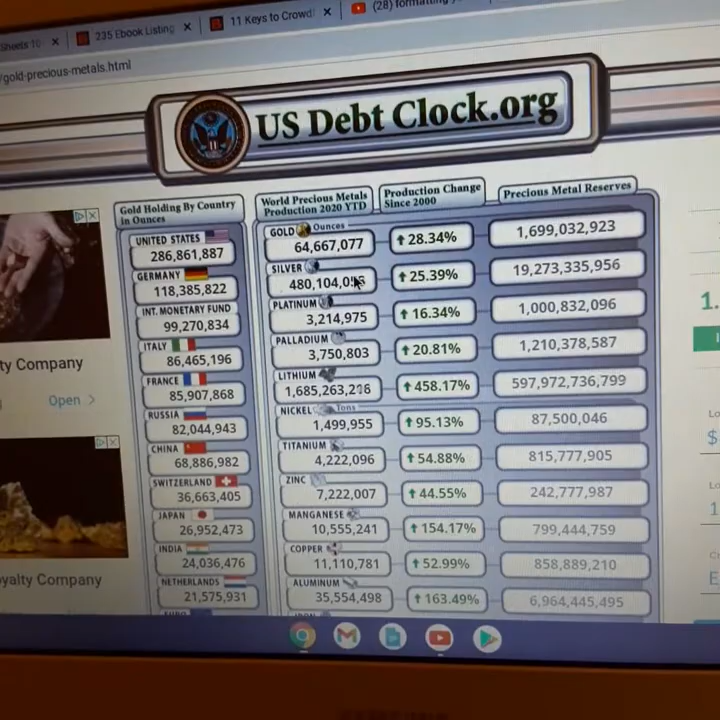 Sheets 10
235 Ebook Listing
11 Keys to Crowd
(28) formatting
/gold-precious-metals.html
US Debt Clock.org
Gold Holding By Country
in Ounces
UNITED STATES
286,861,887
GERMANY
118,385,822
INT. MONETARY FUND
99,270,834
ITALY
86,465,196
FRANCE
85,907,868
RUSSIA
82,044,943
CHINA
68,886,982
SWITZERLAND
36,663,405
JAPAN
26,952,473
INDIA
24,036,476
NETHERLANDS
21,575,931
World Precious Metals
Production 2020 YTD
Production Change
Since 2000
Precious Metal Reserves
GOLD Ounces
64,667,077 28.34% 1,699,032,923
SILVER
25.39% 19,273,335,956
PLATINUM
3,214,975 16.34% 1,000,832,096
PALLADIUM
3,750,803 20.81% 1,210,378,587
LITHIUM
458.17% 597,972,736,799
NICKEL Tons
1,499,955 95.13% 87,500,046
TITANIUM
4,222,096 54.88% 815,777,905
ZINC
7,222,007 44.55% 242,777,987
MANGANESE
10,555,241 154.17% 799,444,759
COPPER
11,110,781 52.99% 858,889,210
ALUMINUM
35,554,498 163.49% 6,964,445,495
ty Company
Open
yalty Company
1.
$
1
E